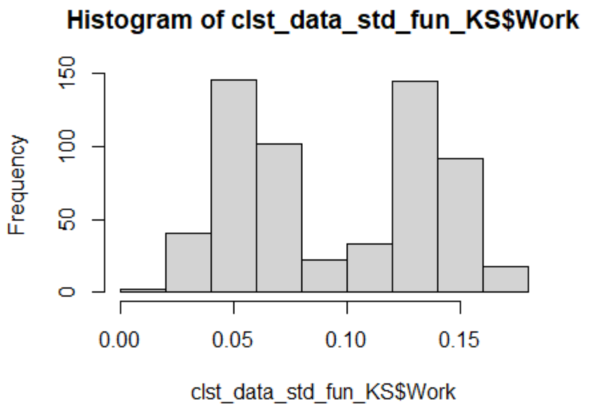 Histogram of clst_data_std_fun_KS$Work
Frequency
150
100
50
0
0.00 0.05 0.10 0.15
clst_data_std_fun_KS$Work